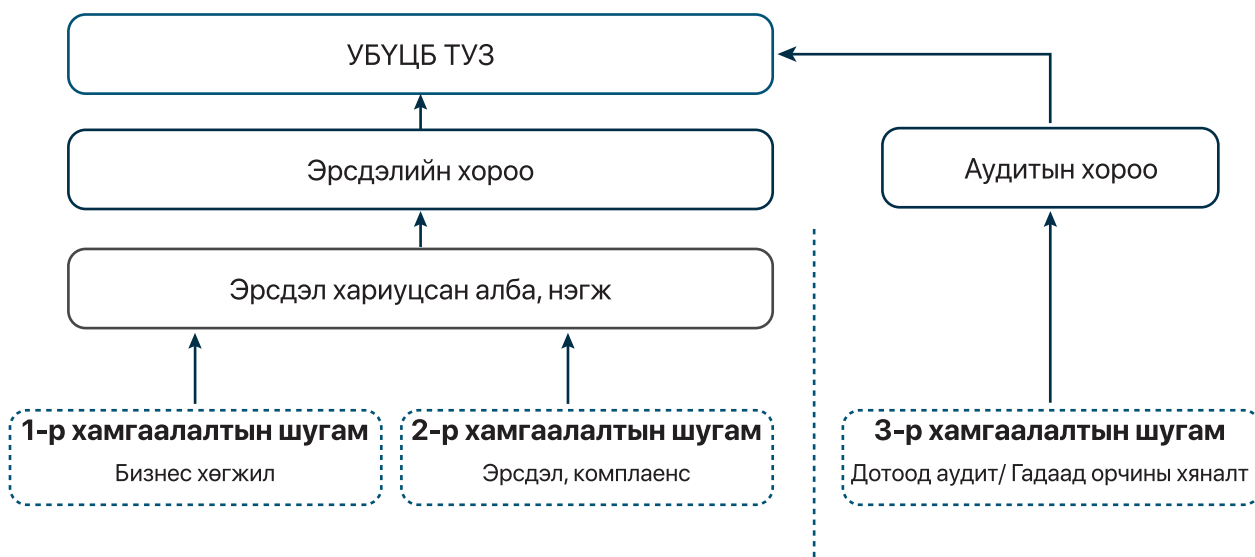 УБҮЦБ ТУЗ
Эрсдэлийн хороо
Аудитын хороо
Эрсдэл хариуцсан алба, нэгж
1-р хамгаалалтын шугам
Бизнес хөгжил
2-р хамгаалалтын шугам
Эрсдэл, комплаенс
3-р хамгаалалтын шугам
Дотоод аудит/ Гадаад орчины хяналт